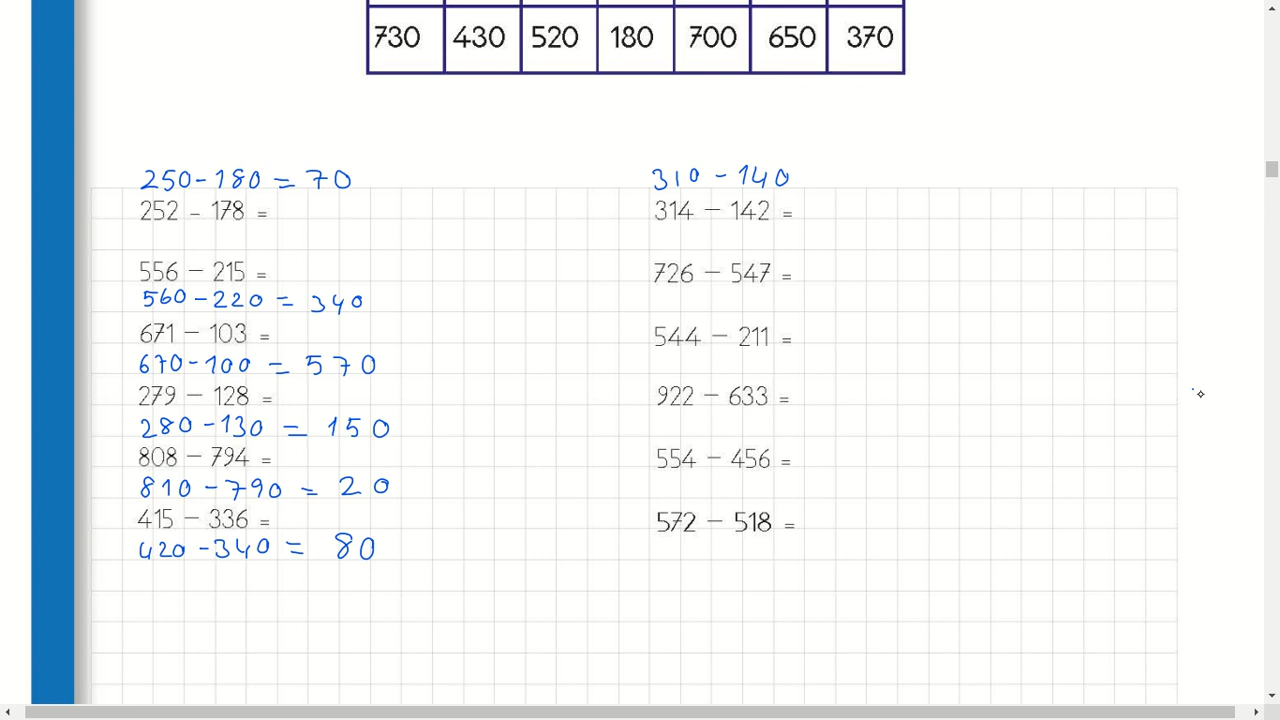 730 430 520 180 700 650 370
250-180 = 70
252 - 178 =
556 - 215 =
560-220 = 340
671 - 103 =
670-100 = 570
279 - 128 =
280-130 = 150
808 - 794 =
810-790 = 20
415 - 336 =
420-340 = 80
310 - 140
314 - 142 =
726 - 547 =
544 - 211 =
922 - 633 =
554 - 456 =
572 - 518 =